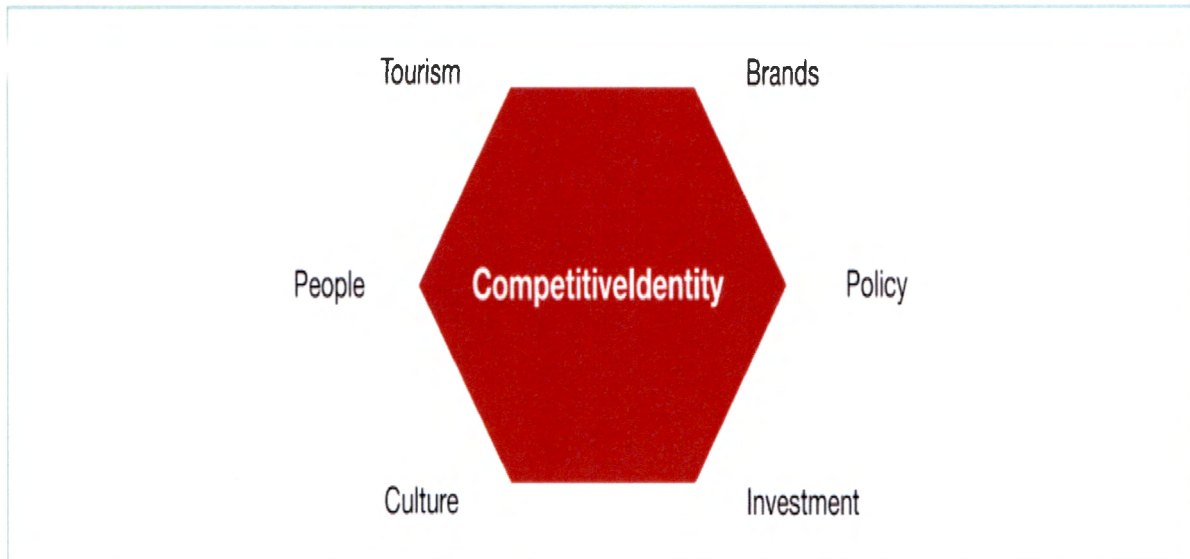 Tourism
Brands
People
CompetitiveIdentity
Policy
Culture
Investment